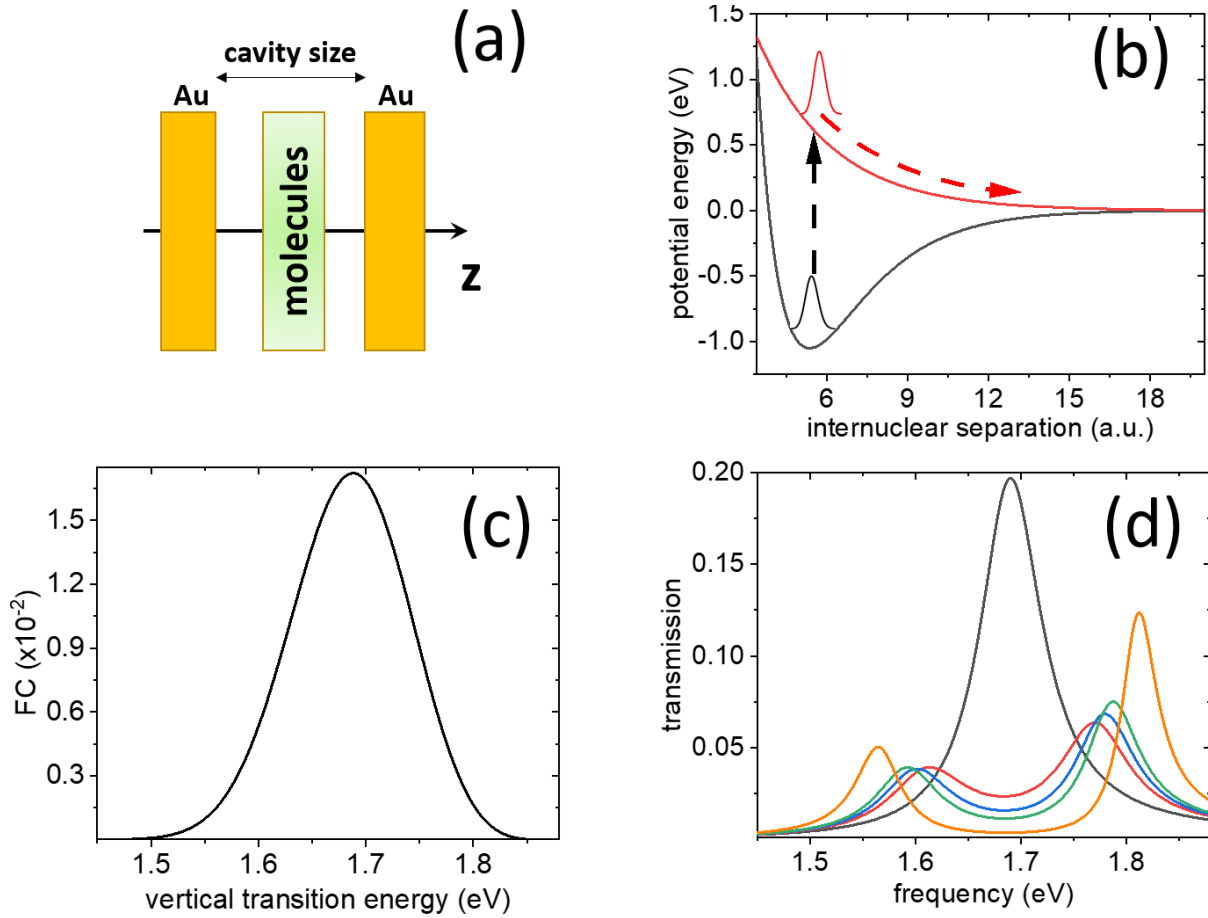 (a)
cavity size
Au
Au
molecules
z
(b)
potential energy (eV)
1.5
1.0
0.5
0.0
-0.5
-1.0
6
9
12
15
18
internuclear separation (a.u.)
(c)
FC (x10-2)
1.5
1.2
0.9
0.6
0.3
1.5
1.6
1.7
1.8
vertical transition energy (eV)
(d)
transmission
0.20
0.15
0.10
0.05
1.5
1.6
1.7
1.8
frequency (eV)